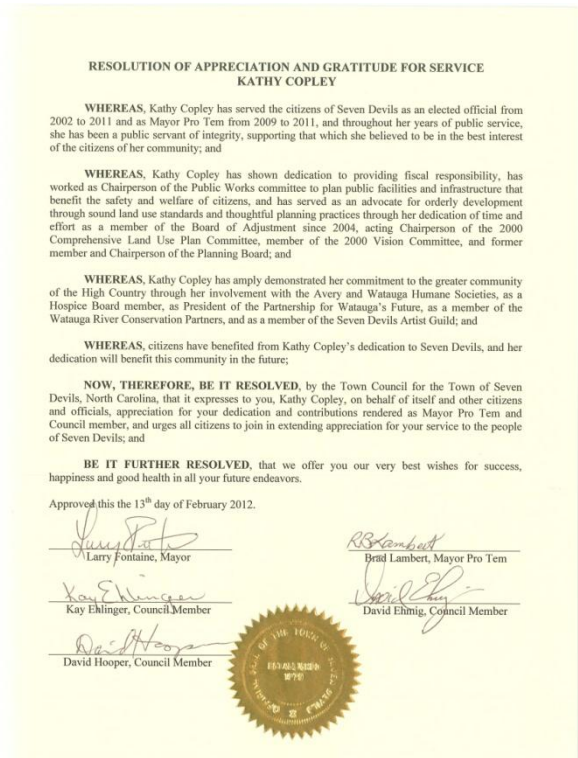 RESOLUTION OF APPRECIATION AND GRATITUDE FOR SERVICE
KATHY COPLEY
WHEREAS, Kathy Copley has served the citizens of Seven Devils as an elected official from
2002 to 2011 and as Mayor Pro Tem from 2009 to 2011, and throughout her years of public service,
she has been a public servant of integrity, supporting that which she believed to be in the best interest
of the citizens of her community; and
WHEREAS, Kathy Copley has shown dedication to providing fiscal responsibility, has
worked as Chairperson of the Public Works committee to plan public facilities and infrastructure that
benefit the safety and welfare of citizens, and has served as an advocate for orderly development
through sound land use standards and thoughtful planning practices through her dedication of time and
effort as a member of the Board of Adjustment since 2004, acting Chairperson of the 2000
Comprehensive Land Use Plan Committee, member of the 2000 Vision Committee, and former
member and Chairperson of the Planning Board; and
WHEREAS, Kathy Copley has amply demonstrated her commitment to the greater community
of the High Country through her involvement with the Avery and Watauga Humane Societies, as a
Hospice Board member, as President of the Partnership for Watauga's Future, as a member of the
Watauga River Conservation Partners, and as a member of the Seven Devils Artist Guild; and
WHEREAS, citizens have benefited from Kathy Copley's dedication to Seven Devils, and her
dedication will benefit this community in the future;
NOW, THEREFORE, BE IT RESOLVED, by the Town Council for the Town of Seven
Devils, North Carolina, that it expresses to you, Kathy Copley, on behalf of itself and other citizens
and officials, appreciation for your dedication and contributions rendered as Mayor Pro Tem and
Council member, and urges all citizens to join in extending appreciation for your service to the people
of Seven Devils; and
BE IT FURTHER RESOLVED, that we offer you our very best wishes for success,
happiness and good health in all your future endeavors.
Approved this the 13th day of February 2012.
Larry Fontaine, Mayor
RB Lambert
Brad Lambert, Mayor Pro Tem
Kay Ehlinger
Kay Ehlinger, Council Member
David Ehmig
David Ehmig, Council Member
David Hooper
David Hooper, Council Member
OFFICIAL SEAL OF THE TOWN OF SEVEN DEVILS